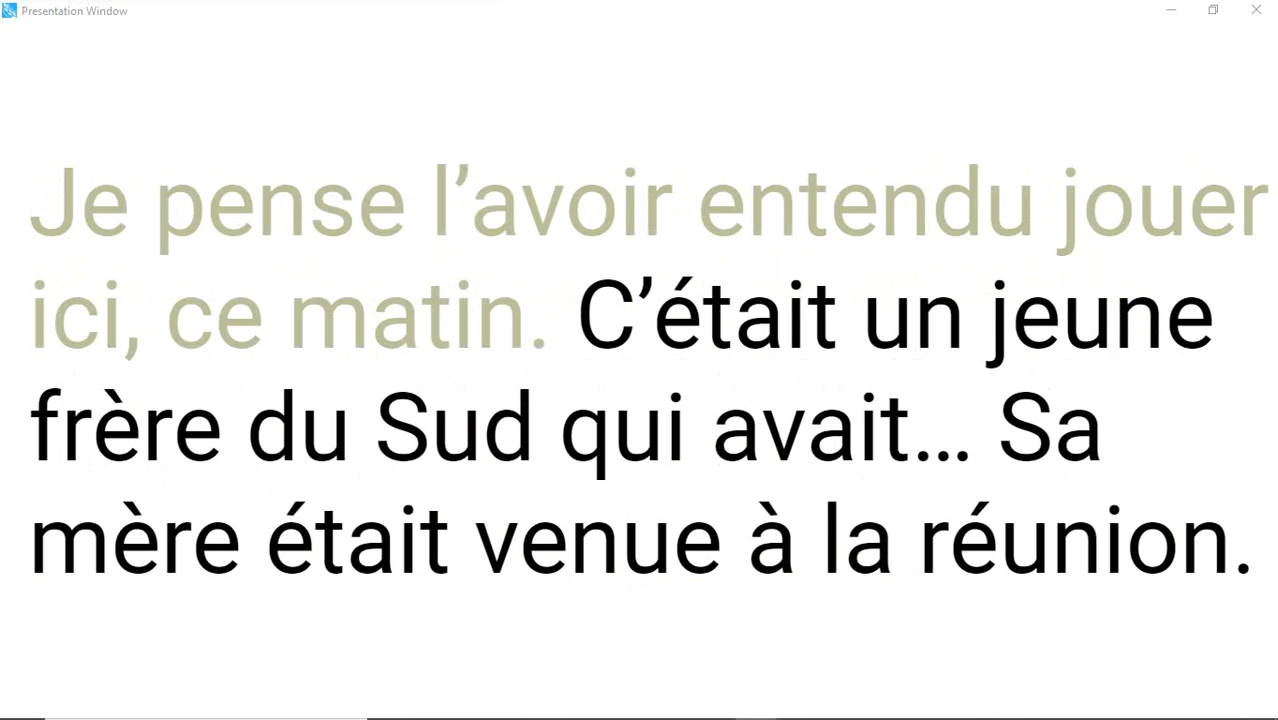 Presentation Window
Je pense l’avoir entendu jouer
ici, ce matin. C’était un jeune
frère du Sud qui avait… Sa
mère était venue à la réunion.